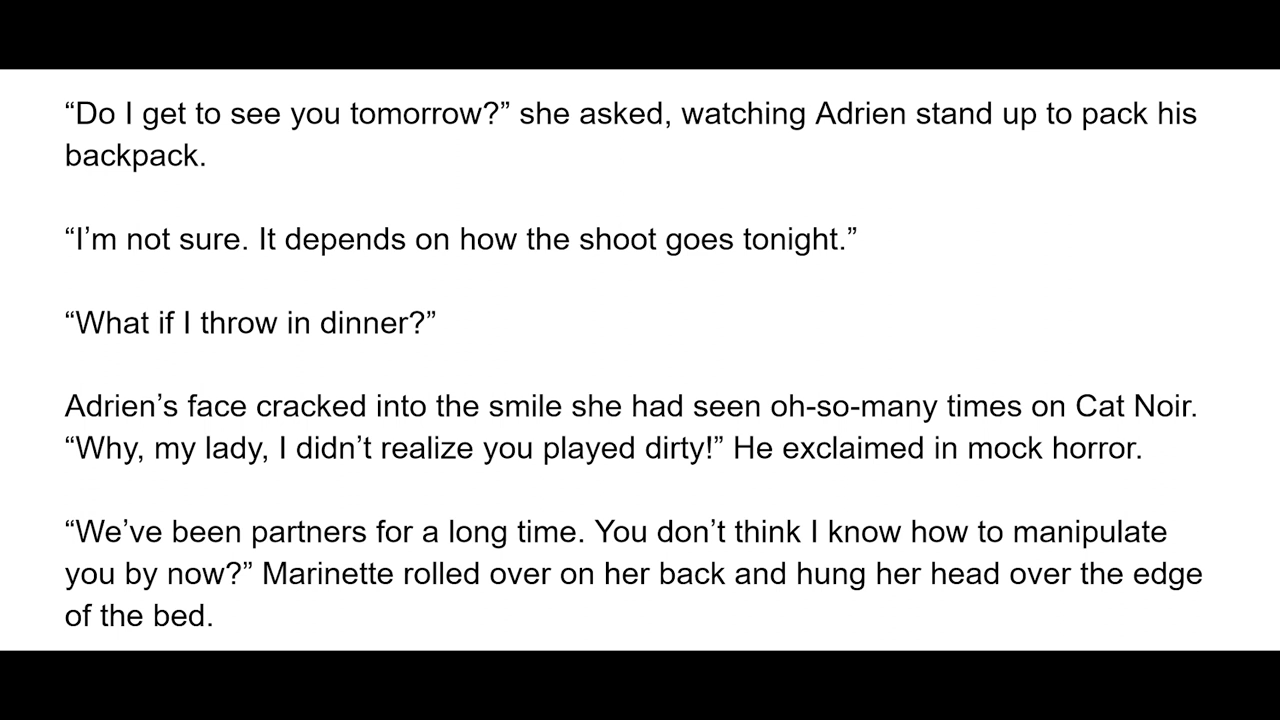 “Do I get to see you tomorrow?” she asked, watching Adrien stand up to pack his
backpack.
“I’m not sure. It depends on how the shoot goes tonight.”
“What if I throw in dinner?”
Adrien’s face cracked into the smile she had seen oh-so-many times on Cat Noir.
“Why, my lady, I didn’t realize you played dirty!” He exclaimed in mock horror.
“We’ve been partners for a long time. You don’t think I know how to manipulate
you by now?” Marinette rolled over on her back and hung her head over the edge
of the bed.